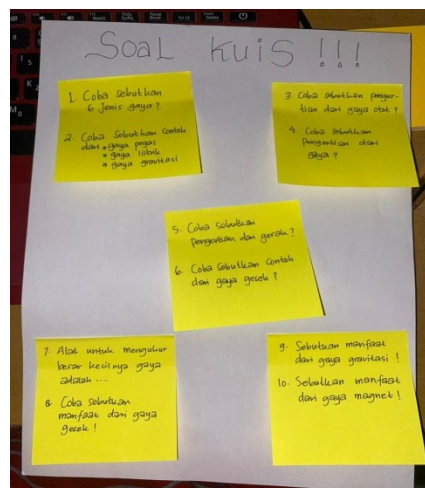 Soal Kuis !!!
1. Coba sebutkan
6 jenis gaya ?
2. Coba sebutkan contoh
dari * gaya pegas
* gaya listrik
* gaya gravitasi
3. Coba sebutkan penger-
tian dari gaya otot ?
4. Coba sebutkan
Pengertian dari
gaya ?
5. Coba sebutkan
pengertian dari gerak ?
6. Coba sebutkan contoh
dari gaya gesek ?
7. Alat untuk mengukur
besar kecilnya gaya
adalah ....
8. Coba sebutkan
manfaat dari gaya
gesek !
9. Sebutkan manfaat
dari gaya gravitasi !
10. Sebutkan manfaat
dari gaya magnet !